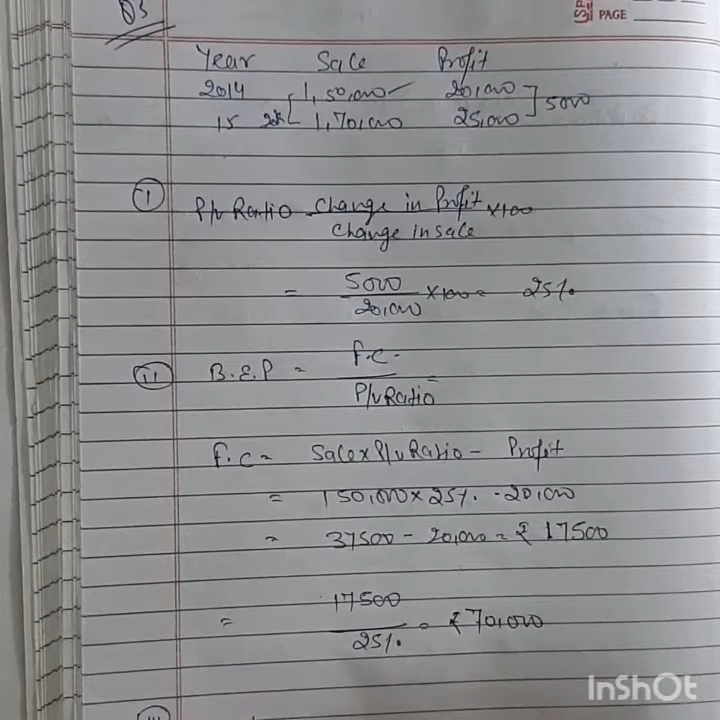 Q3
PAGE
Year Sale Profit
2014 1,50,000 20,000
15 1,70,000 25,000 5000
(i) P/v Ratio Change in Profit ×100
Change in sale
= 5000 ×100 = 25%
20,000
(ii) B.E.P = F.C.
P/v Ratio =
F.C = Sale × P/v Ratio - Profit
= 150,000 × 25% - 20,000
= 37500 - 20,000 = ₹ 17500
= 17500 = ₹ 70,000
25%
InShOt